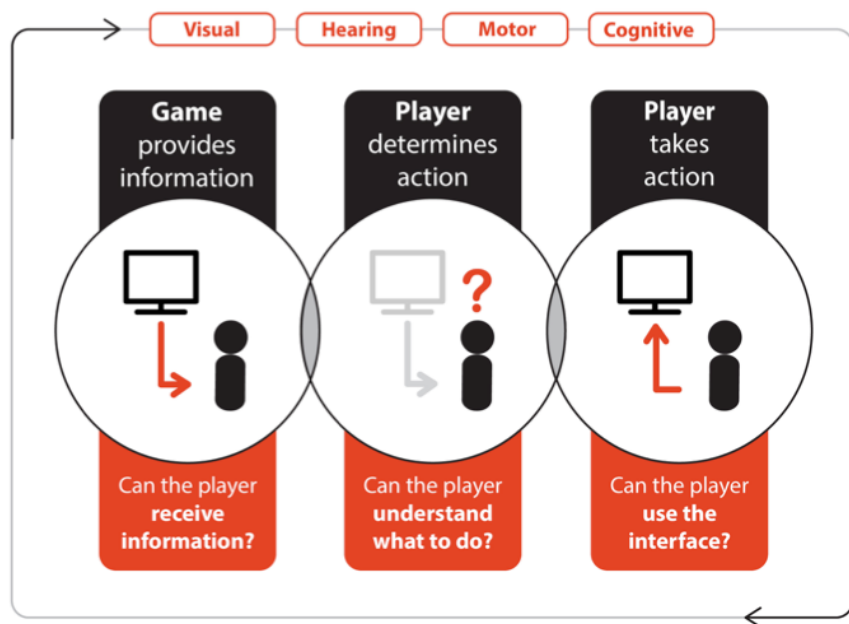 Visual
Hearing
Motor
Cognitive
Game
provides
information
Player
determines
action
Player
takes
action
?
Can the player
receive
information?
Can the player
understand
what to do?
Can the player
use the
interface?